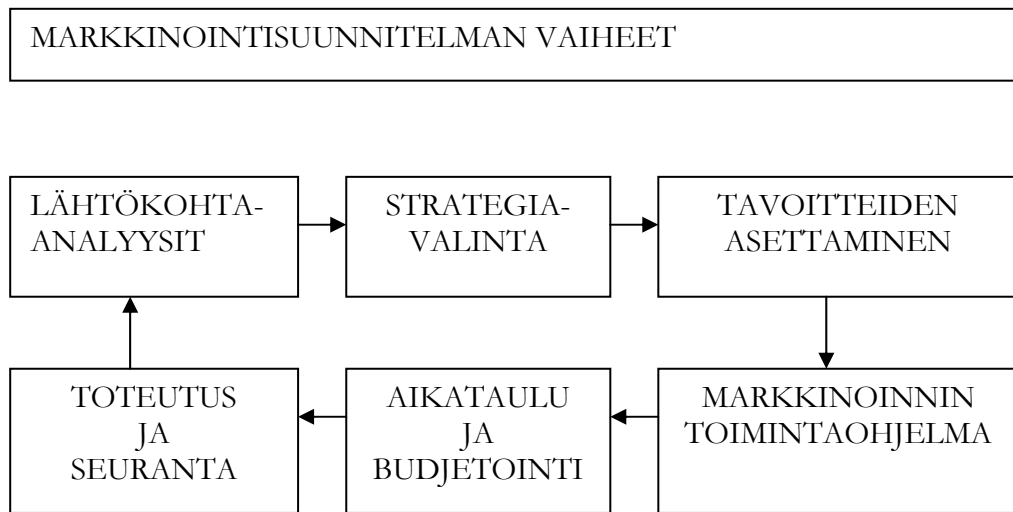 MARKKINOINTISUUNNITELMAN VAIHEET
LÄHTÖKOHTA-
ANALYYSIT
STRATEGIA-
VALINTA
TAVOITTEIDEN
ASETTAMINEN
TOTEUTUS
JA
SEURANTA
AIKATAULU
JA
BUDJETOINTI
MARKKINOINNIN
TOIMINTAOHJELMA